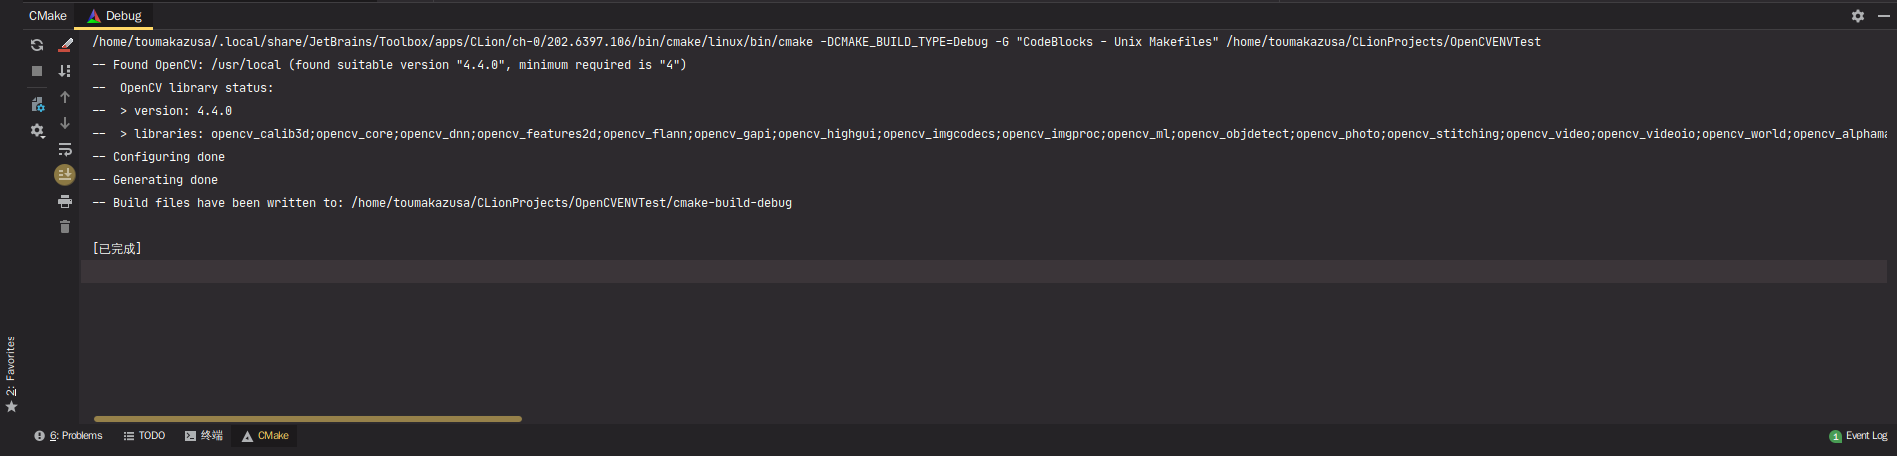 CMake Debug
/home/toumakazusa/.local/share/JetBrains/Toolbox/apps/CLion/ch-0/202.6397.106/bin/cmake/linux/bin/cmake -DCMAKE_BUILD_TYPE=Debug -G "CodeBlocks - Unix Makefiles" /home/toumakazusa/CLionProjects/OpenCVENVTest
-- Found OpenCV: /usr/local (found suitable version "4.4.0", minimum required is "4")
--  OpenCV library status:
--  > version: 4.4.0
--  > libraries: opencv_calib3d;opencv_core;opencv_dnn;opencv_features2d;opencv_flann;opencv_gapi;opencv_highgui;opencv_imgcodecs;opencv_imgproc;opencv_ml;opencv_objdetect;opencv_photo;opencv_stitching;opencv_video;opencv_videoio;opencv_world;opencv_alphama
-- Configuring done
-- Generating done
-- Build files have been written to: /home/toumakazusa/CLionProjects/OpenCVENVTest/cmake-build-debug
[已完成]
2: Favorites
6: Problems TODO 终端 CMake 1 Event Log